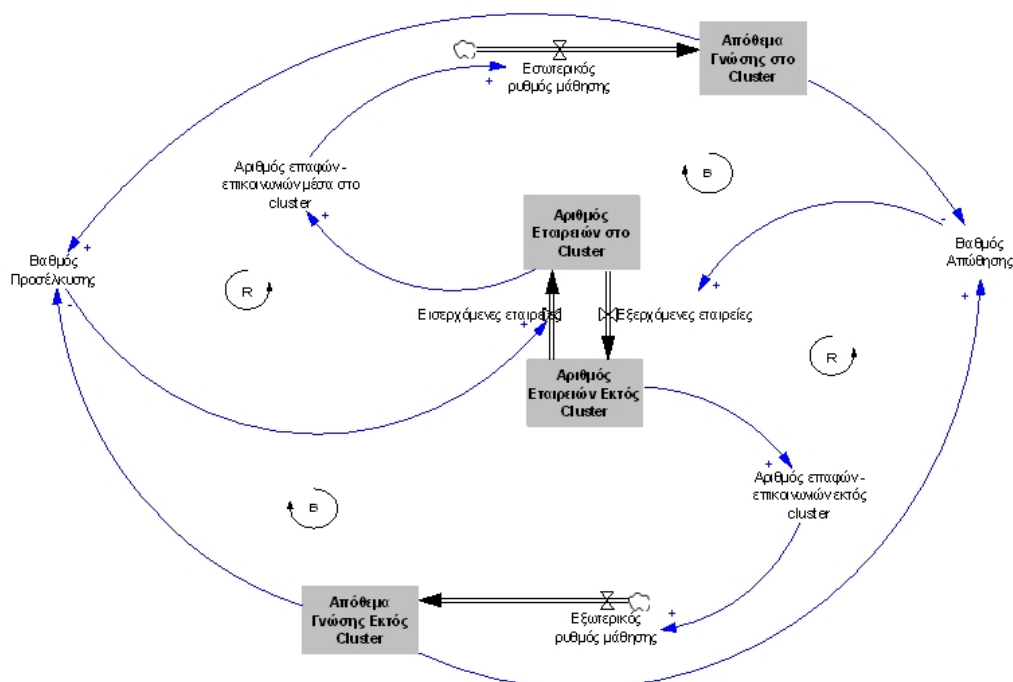 Απόθεμα
Γνώσης στο
Cluster
Εσωτερικός
ρυθμός μάθησης
+
+
Αριθμός επαφών -
επικοινωνιών μέσα στο
cluster
+
B
Αριθμός
Εταιρειών στο
Cluster
-
Βαθμός
Απώθησης
+
+
Βαθμός
Προσέλκυσης
-
R
+
Εισερχόμενες εταιρείες
+
Εξερχόμενες εταιρείες
R
Αριθμός
Εταιρειών Εκτός
Cluster
+
Αριθμός επαφών -
επικοινωνιών εκτός
cluster
B
Απόθεμα
Γνώσης Εκτός
Cluster
Εξωτερικός
ρυθμός μάθησης
+